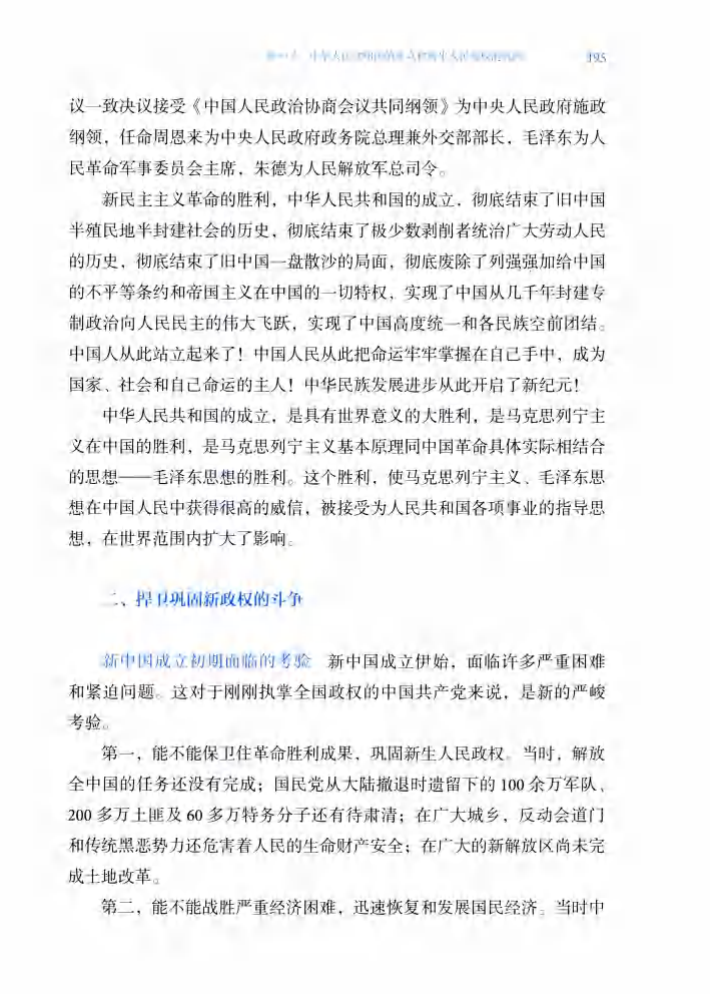 195
议一致决议接受《中国人民政治协商会议共同纲领》为中央人民政府施政
纲领，任命周恩来为中央人民政府政务院总理兼外交部部长，毛泽东为人
民革命军事委员会主席，朱德为人民解放军总司令。
新民主主义革命的胜利，中华人民共和国的成立，彻底结束了旧中国
半殖民地半封建社会的历史，彻底结束了极少数剥削者统治广大劳动人民
的历史，彻底结束了旧中国一盘散沙的局面，彻底废除了列强强加给中国
的不平等条约和帝国主义在中国的一切特权，实现了中国从几千年封建专
制政治向人民民主的伟大飞跃，实现了中国高度统一和各民族空前团结。
中国人从此站立起来了！中国人民从此把命运牢牢掌握在自己手中，成为
国家、社会和自己命运的主人！中华民族发展进步从此开启了新纪元！
中华人民共和国的成立，是具有世界意义的大胜利，是马克思列宁主
义在中国的胜利，是马克思列宁主义基本原理同中国革命具体实际相结合
的思想——毛泽东思想的胜利。这个胜利，使马克思列宁主义、毛泽东思
想在中国人民中获得很高的威信，被接受为人民共和国各项事业的指导思
想，在世界范围内扩大了影响。
二、捍卫巩固新政权的斗争
新中国成立初期面临的考验 新中国成立伊始，面临许多严重困难
和紧迫问题。这对于刚刚执掌全国政权的中国共产党来说，是新的严峻
考验。
第一，能不能保卫住革命胜利成果，巩固新生人民政权。当时，解放
全中国的任务还没有完成；国民党从大陆撤退时遗留下的 100 余万军队、
200 多万土匪及 60 多万特务分子还有待肃清；在广大城乡，反动会道门
和传统黑恶势力还危害着人民的生命财产安全；在广大的新解放区尚未完
成土地改革。
第二，能不能战胜严重经济困难，迅速恢复和发展国民经济。当时中